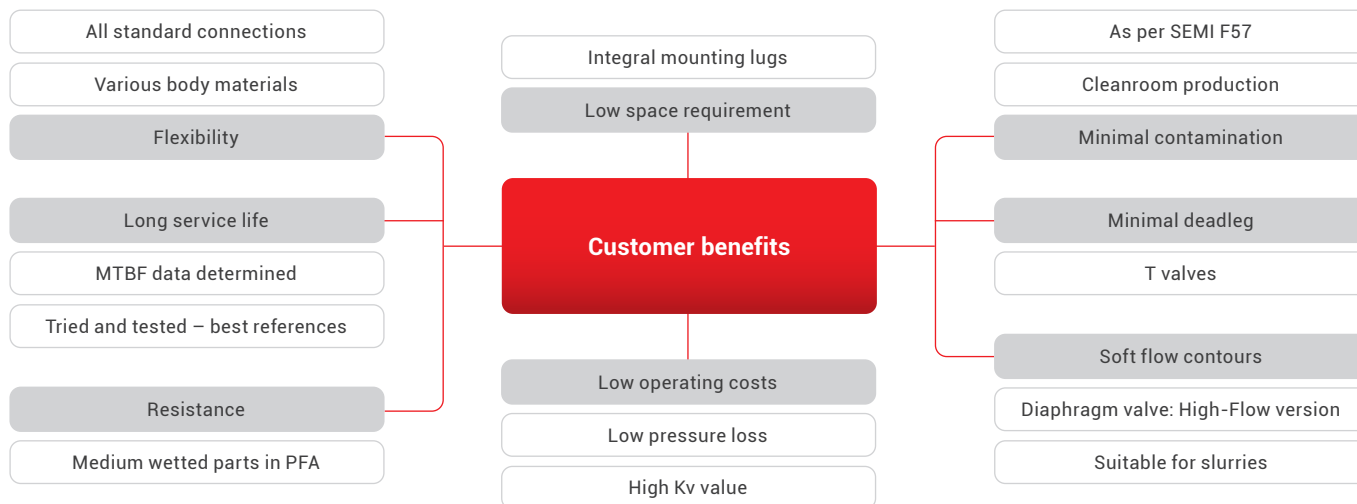 All standard connections
Various body materials
Flexibility
Long service life
MTBF data determined
Tried and tested – best references
Resistance
Medium wetted parts in PFA
Integral mounting lugs
Low space requirement
Customer benefits
Low operating costs
Low pressure loss
High Kv value
As per SEMI F57
Cleanroom production
Minimal contamination
Minimal deadleg
T valves
Soft flow contours
Diaphragm valve: High-Flow version
Suitable for slurries